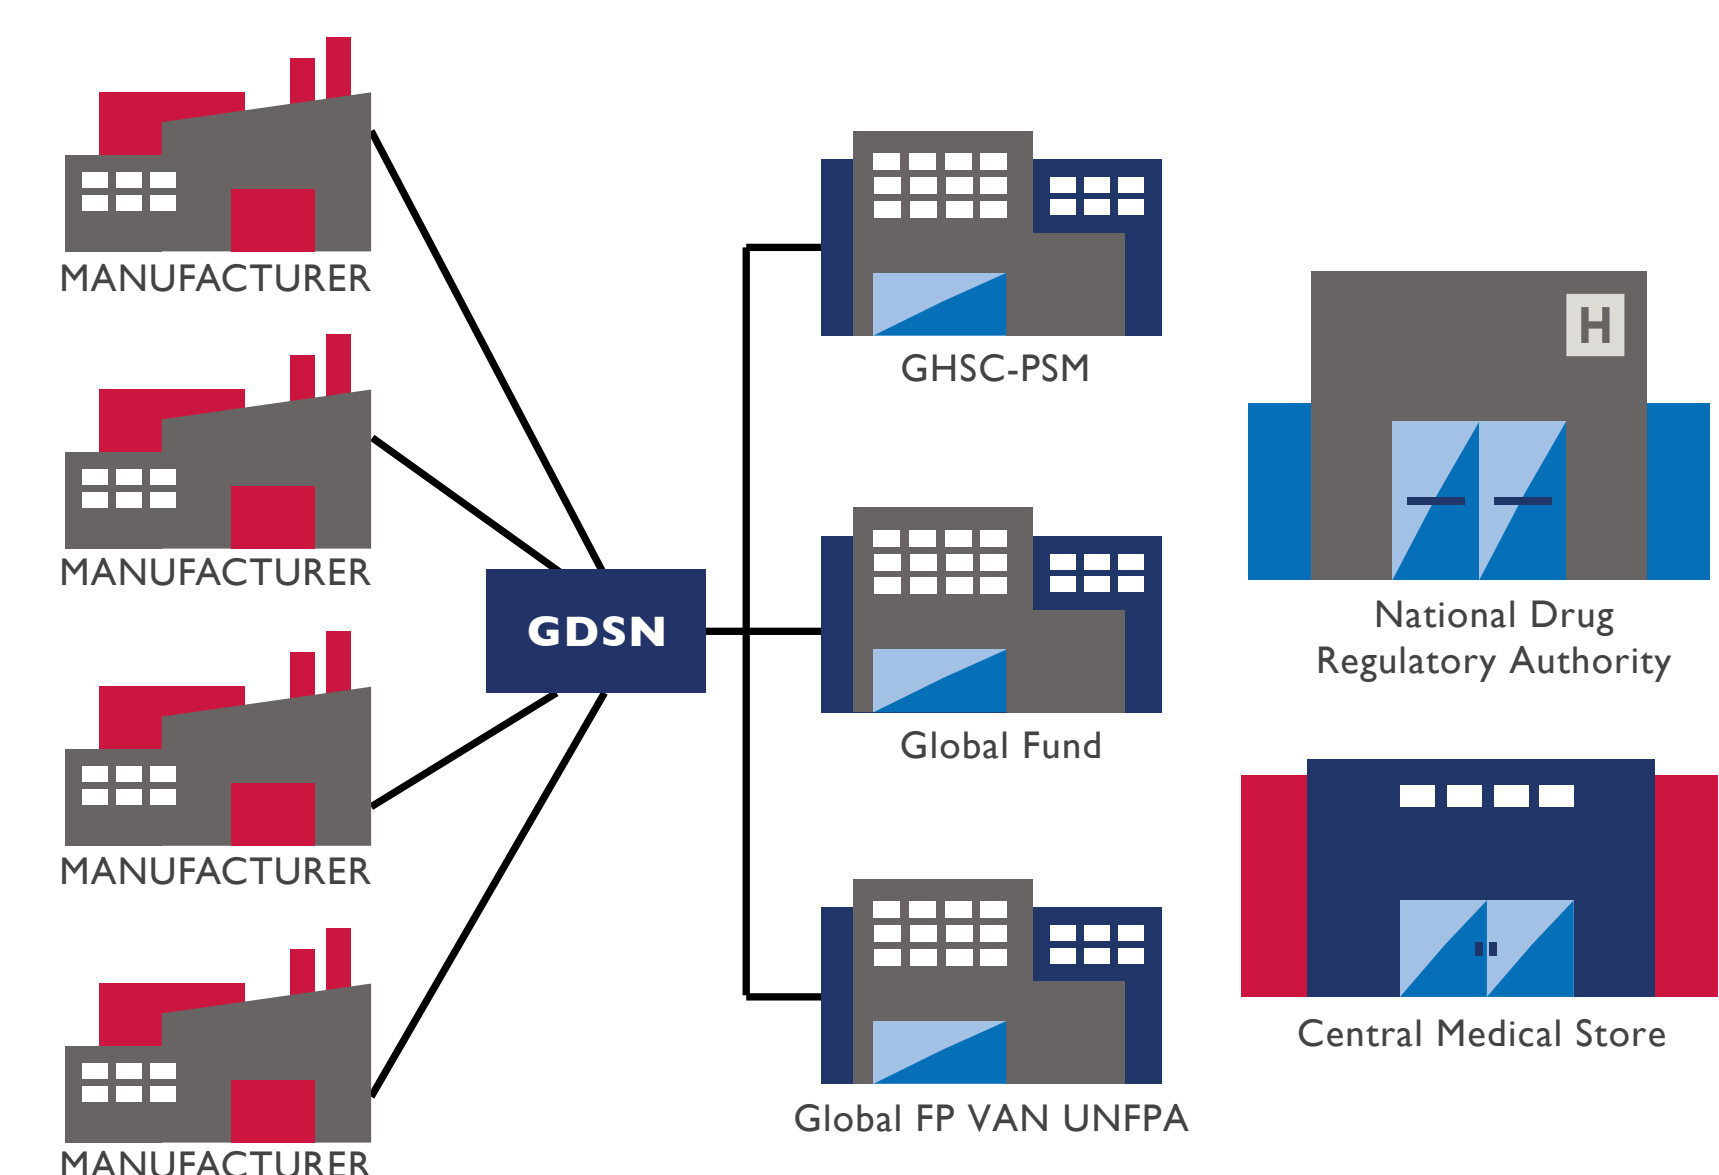 MANUFACTURER
MANUFACTURER
MANUFACTURER
MANUFACTURER
GDSN
GHSC-PSM
Global Fund
Global FP VAN UNFPA
H
National Drug
Regulatory Authority
Central Medical Store